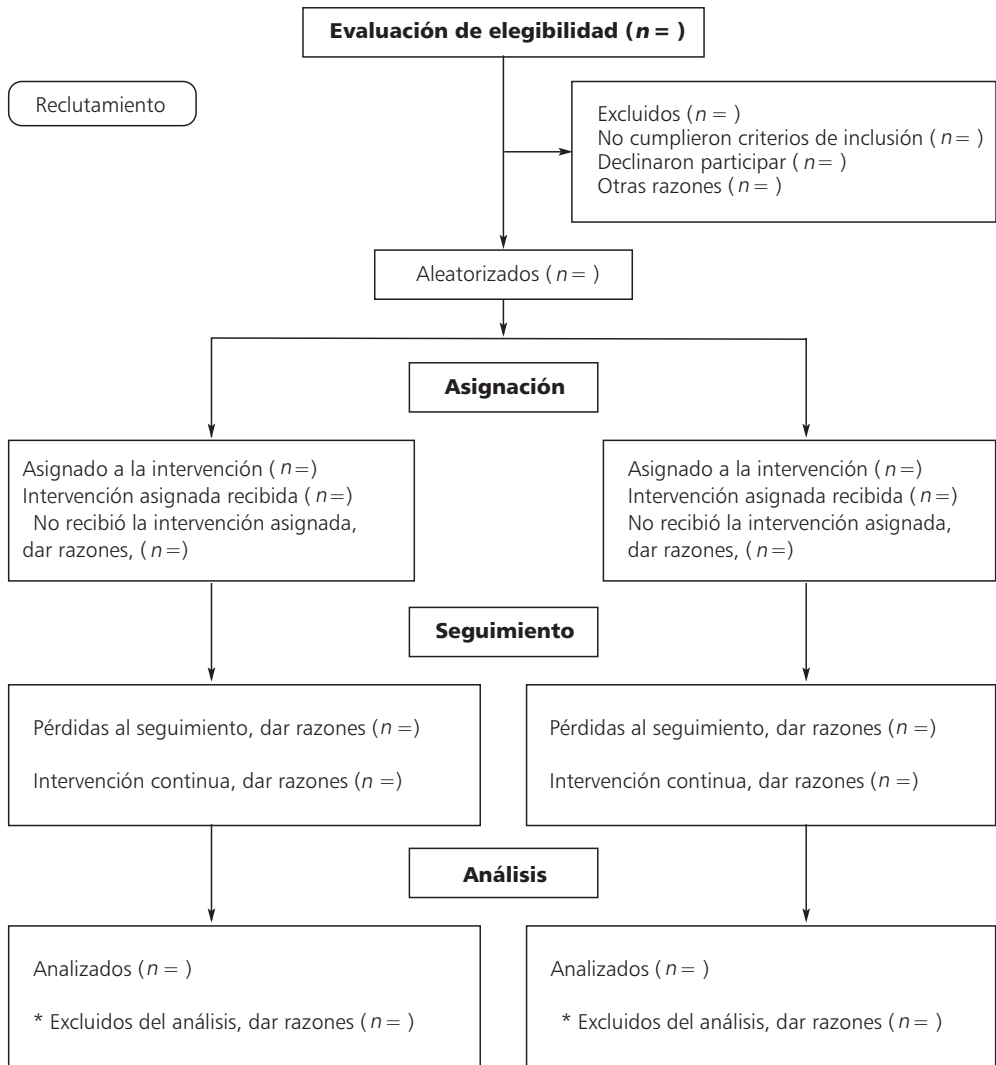 Evaluación de elegibilidad (n = )
Reclutamiento
Excluidos (n = )
No cumplieron criterios de inclusión (n = )
Declinaron participar (n = )
Otras razones (n = )
Aleatorizados (n = )
Asignación
Asignado a la intervención (n=)
Intervención asignada recibida (n=)
No recibió la intervención asignada,
dar razones, (n=)
Asignado a la intervención (n=)
Intervención asignada recibida (n=)
No recibió la intervención asignada,
dar razones, (n=)
Seguimiento
Pérdidas al seguimiento, dar razones (n=)
Intervención continua, dar razones (n =)
Pérdidas al seguimiento, dar razones (n=)
Intervención continua, dar razones (n =)
Análisis
Analizados (n = )
* Excluidos del análisis, dar razones (n = )
Analizados (n = )
* Excluidos del análisis, dar razones (n = )